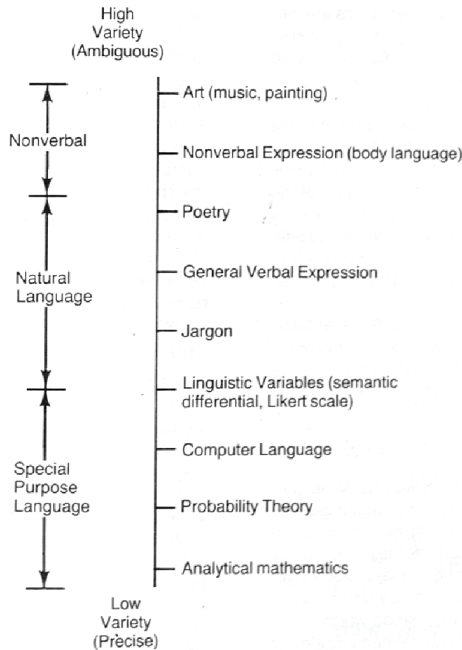 High
Variety
(Ambiguous)
Art (music, painting)
Nonverbal
Nonverbal Expression (body language)
Poetry
General Verbal Expression
Natural
Language
Jargon
Linguistic Variables (semantic
differential, Likert scale)
Computer Language
Special
Purpose
Language
Probability Theory
Analytical mathematics
Low
Variety
(Precise)